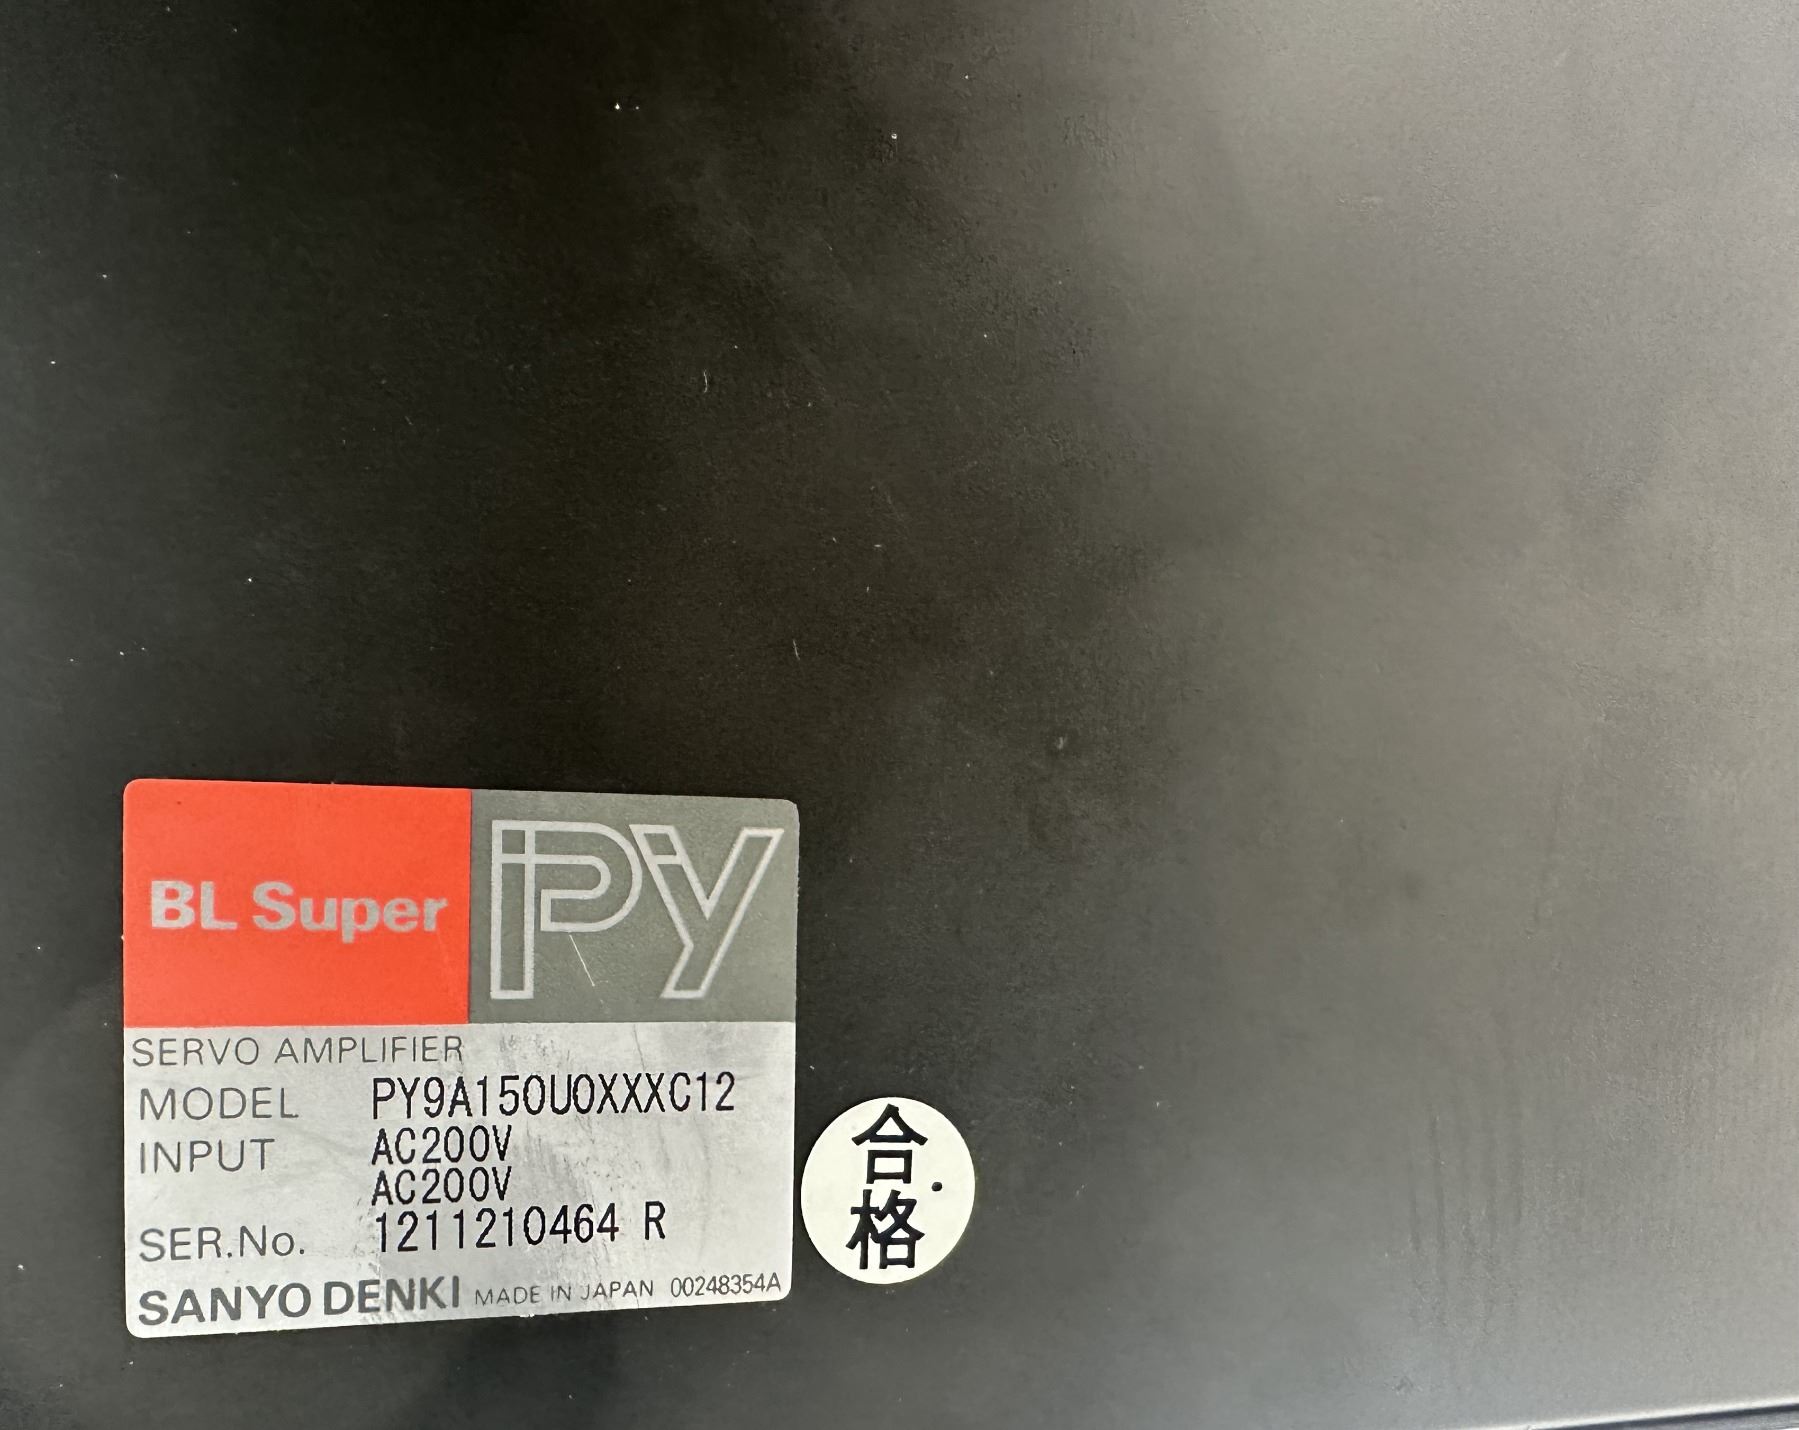 BL Super PY
SERVO AMPLIFIER
MODEL PY9A150U0XXXC12
INPUT AC200V
AC200V
SER.No. 1211210464 R
SANYO DENKI MADE IN JAPAN 00248354A
合
格